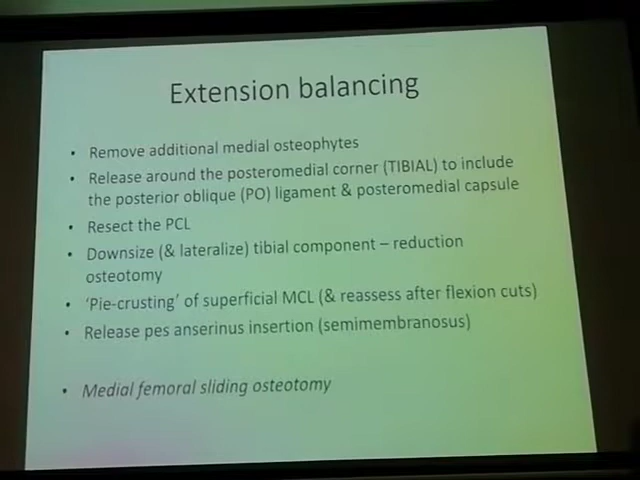 Extension balancing
• Remove additional medial osteophytes
• Release around the posteromedial corner (TIBIAL) to include
the posterior oblique (PO) ligament & posteromedial capsule
• Resect the PCL
• Downsize (& lateralize) tibial component – reduction
osteotomy
• ‘Pie-crusting’ of superficial MCL (& reassess after flexion cuts)
• Release pes anserinus insertion (semimembranosus)
• Medial femoral sliding osteotomy